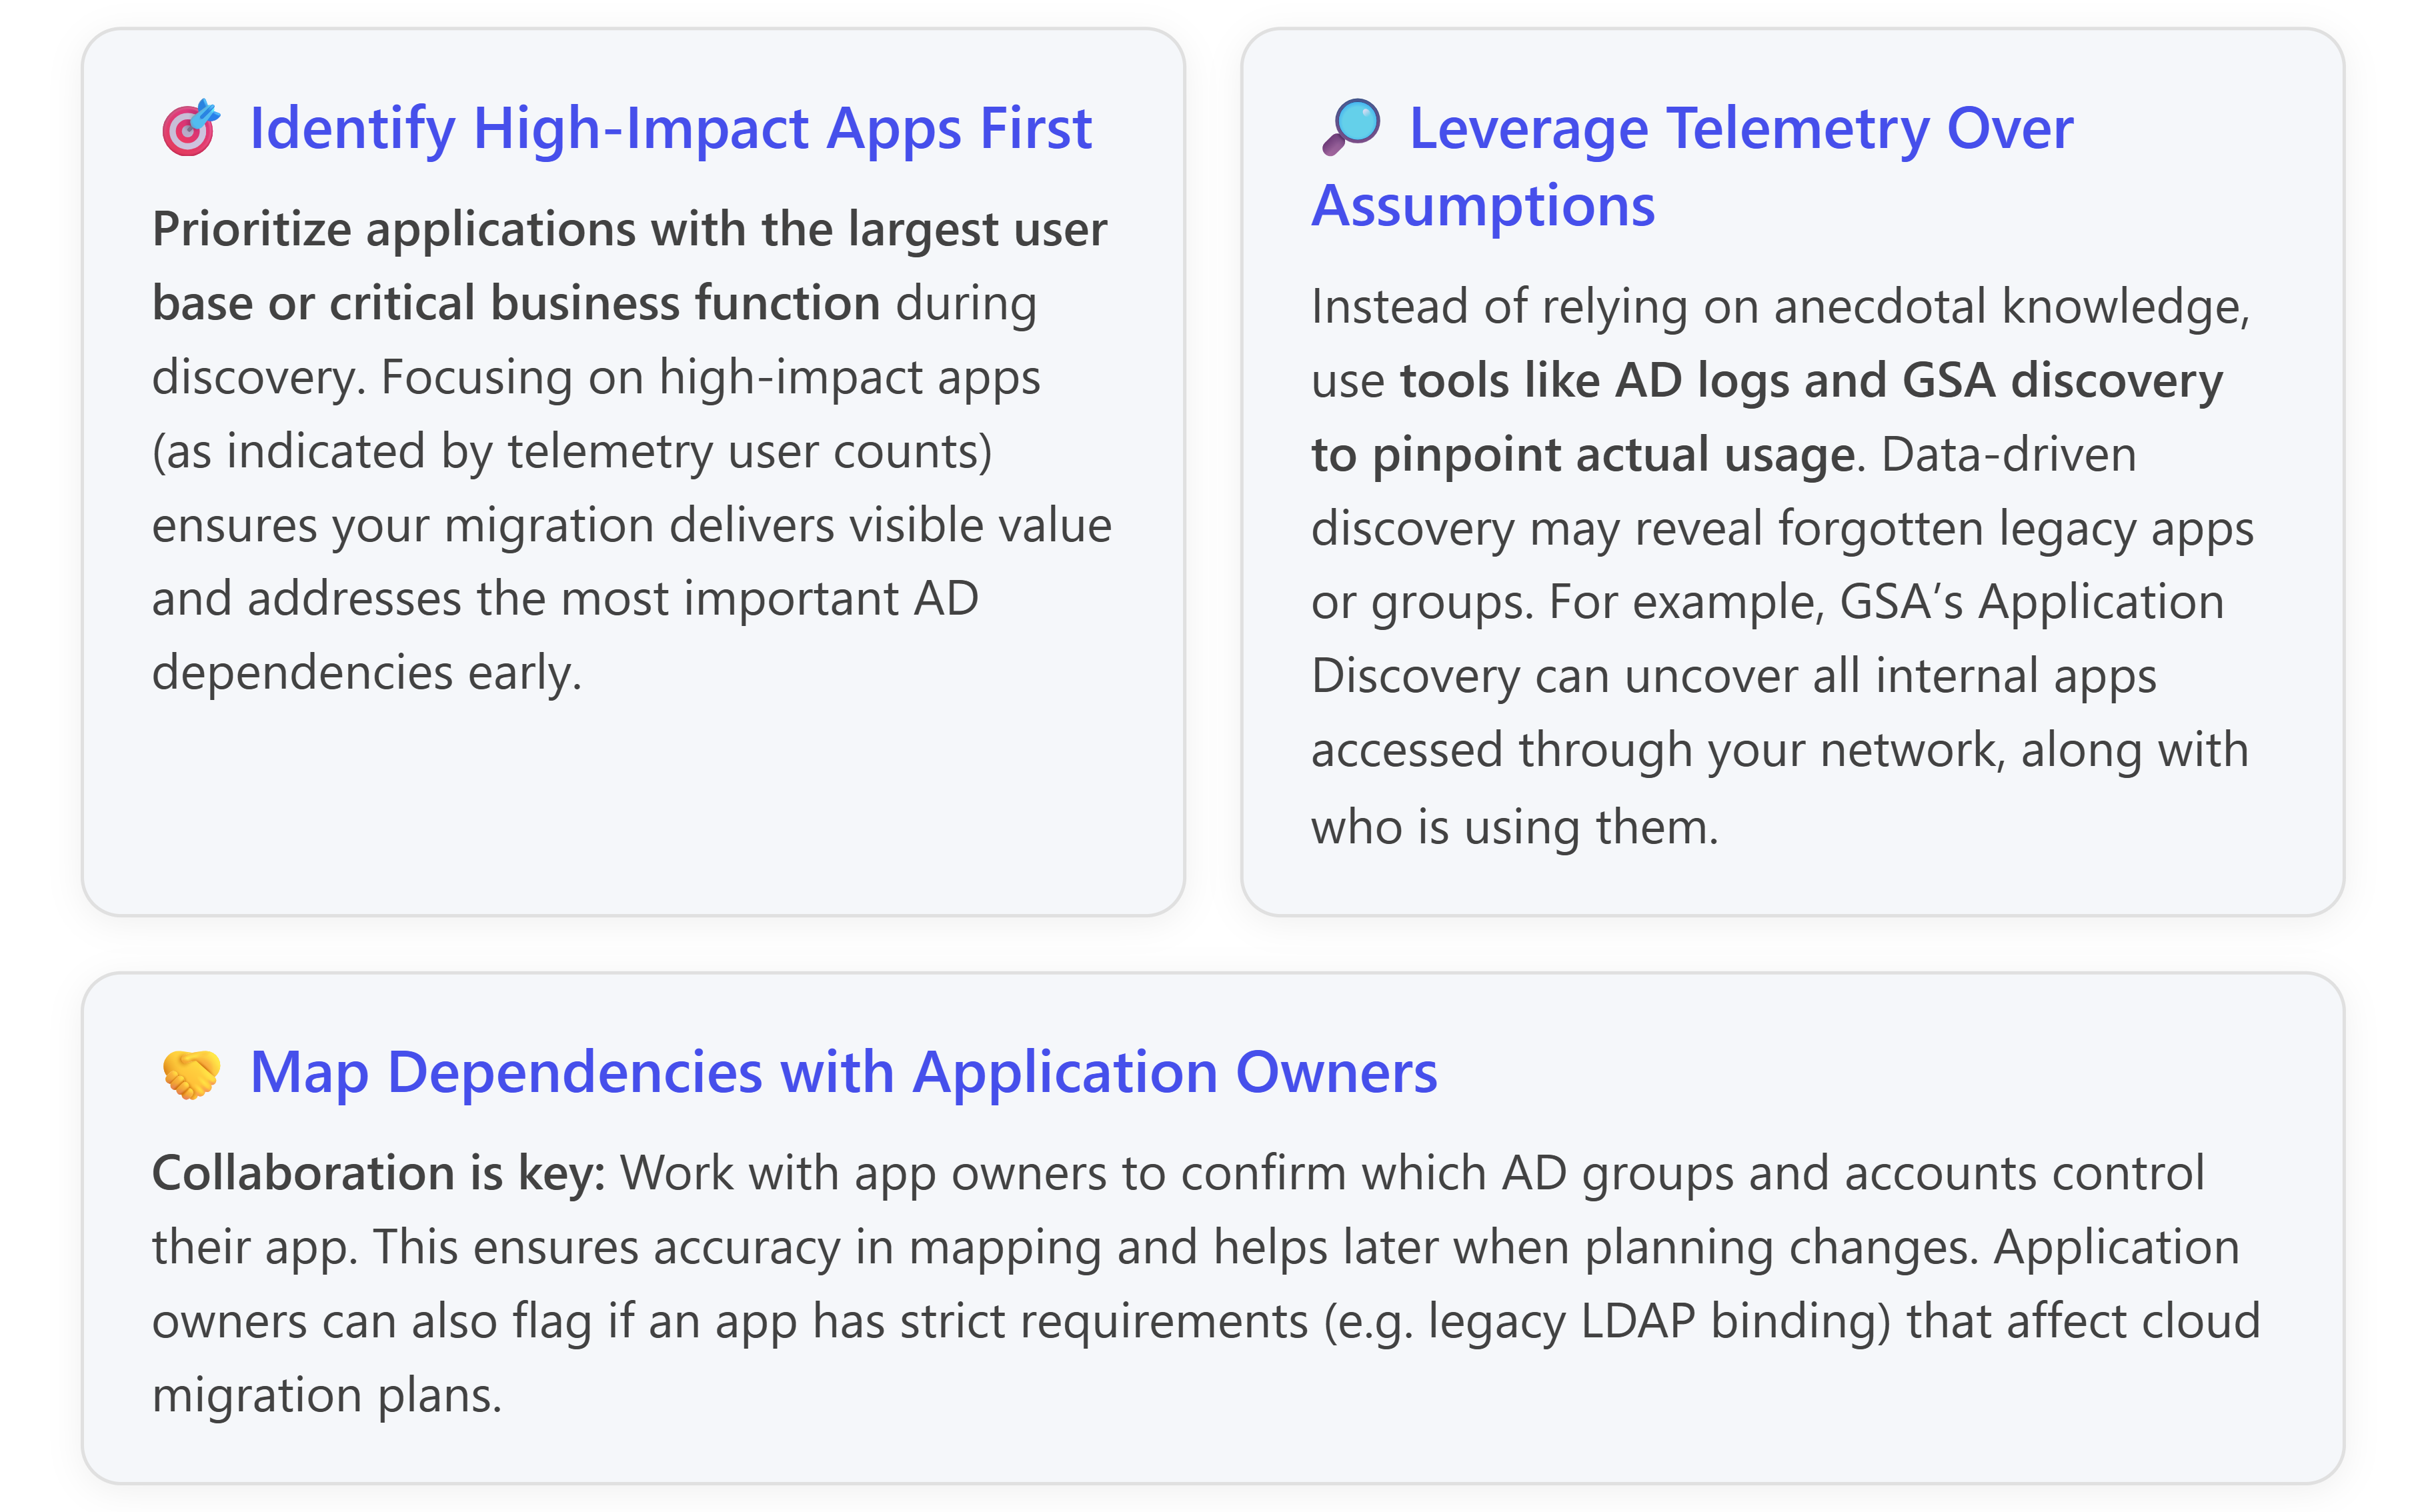 🎯 Identify High-Impact Apps First
Prioritize applications with the largest user
base or critical business function during
discovery. Focusing on high-impact apps
(as indicated by telemetry user counts)
ensures your migration delivers visible value
and addresses the most important AD
dependencies early.
🔎 Leverage Telemetry Over
Assumptions
Instead of relying on anecdotal knowledge,
use tools like AD logs and GSA discovery
to pinpoint actual usage. Data-driven
discovery may reveal forgotten legacy apps
or groups. For example, GSA’s Application
Discovery can uncover all internal apps
accessed through your network, along with
who is using them.
🤝 Map Dependencies with Application Owners
Collaboration is key: Work with app owners to confirm which AD groups and accounts control
their app. This ensures accuracy in mapping and helps later when planning changes. Application
owners can also flag if an app has strict requirements (e.g. legacy LDAP binding) that affect cloud
migration plans.